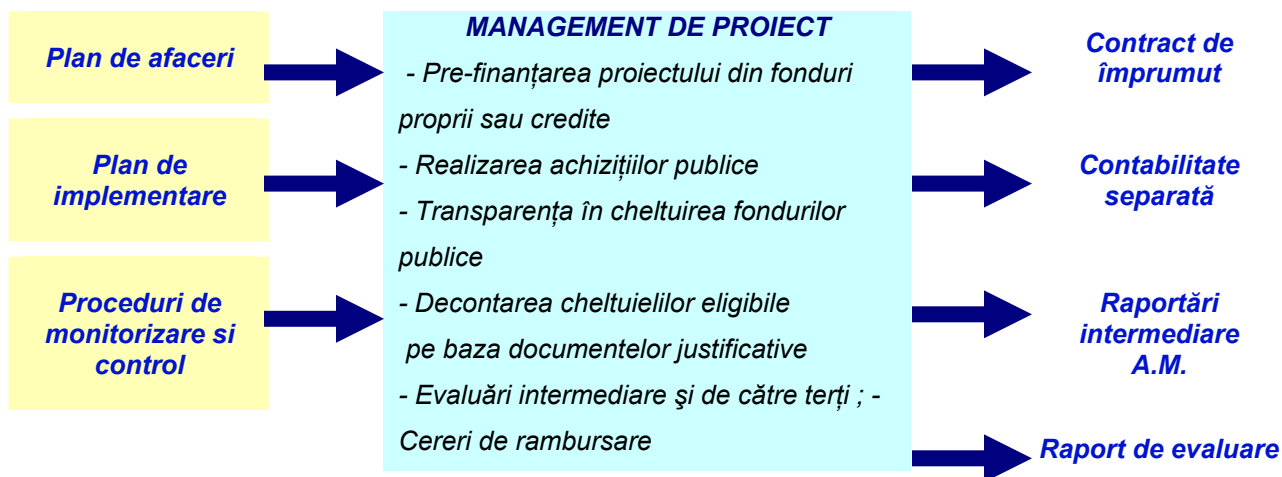 Plan de afaceri
Plan de
implementare
Proceduri de
monitorizare si
control
MANAGEMENT DE PROIECT
- Pre-finanțarea proiectului din fonduri
proprii sau credite
- Realizarea achizițiilor publice
- Transparența în cheltuirea fondurilor
publice
- Decontarea cheltuielilor eligibile
pe baza documentelor justificative
- Evaluări intermediare şi de către terți ; -
Cereri de rambursare
Contract de
împrumut
Contabilitate
separată
Raportări
intermediare
A.M.
Raport de evaluare